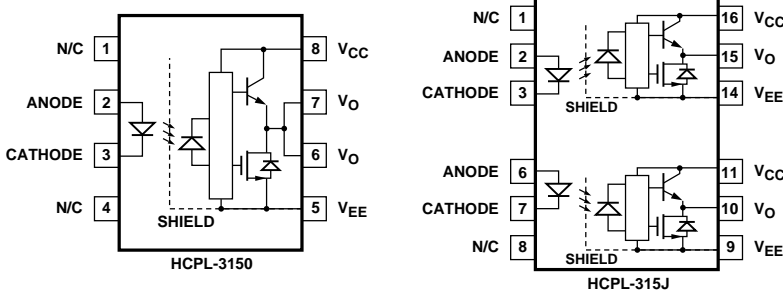 N/C 1
ANODE 2
CATHODE 3
N/C 4
8 VCC
7 VO
6 VO
5 VEE
SHIELD
HCPL-3150
N/C 1
ANODE 2
CATHODE 3
16 VCC
15 VO
14 VEE
SHIELD
ANODE 6
CATHODE 7
N/C 8
11 VCC
10 VO
9 VEE
SHIELD
HCPL-315J